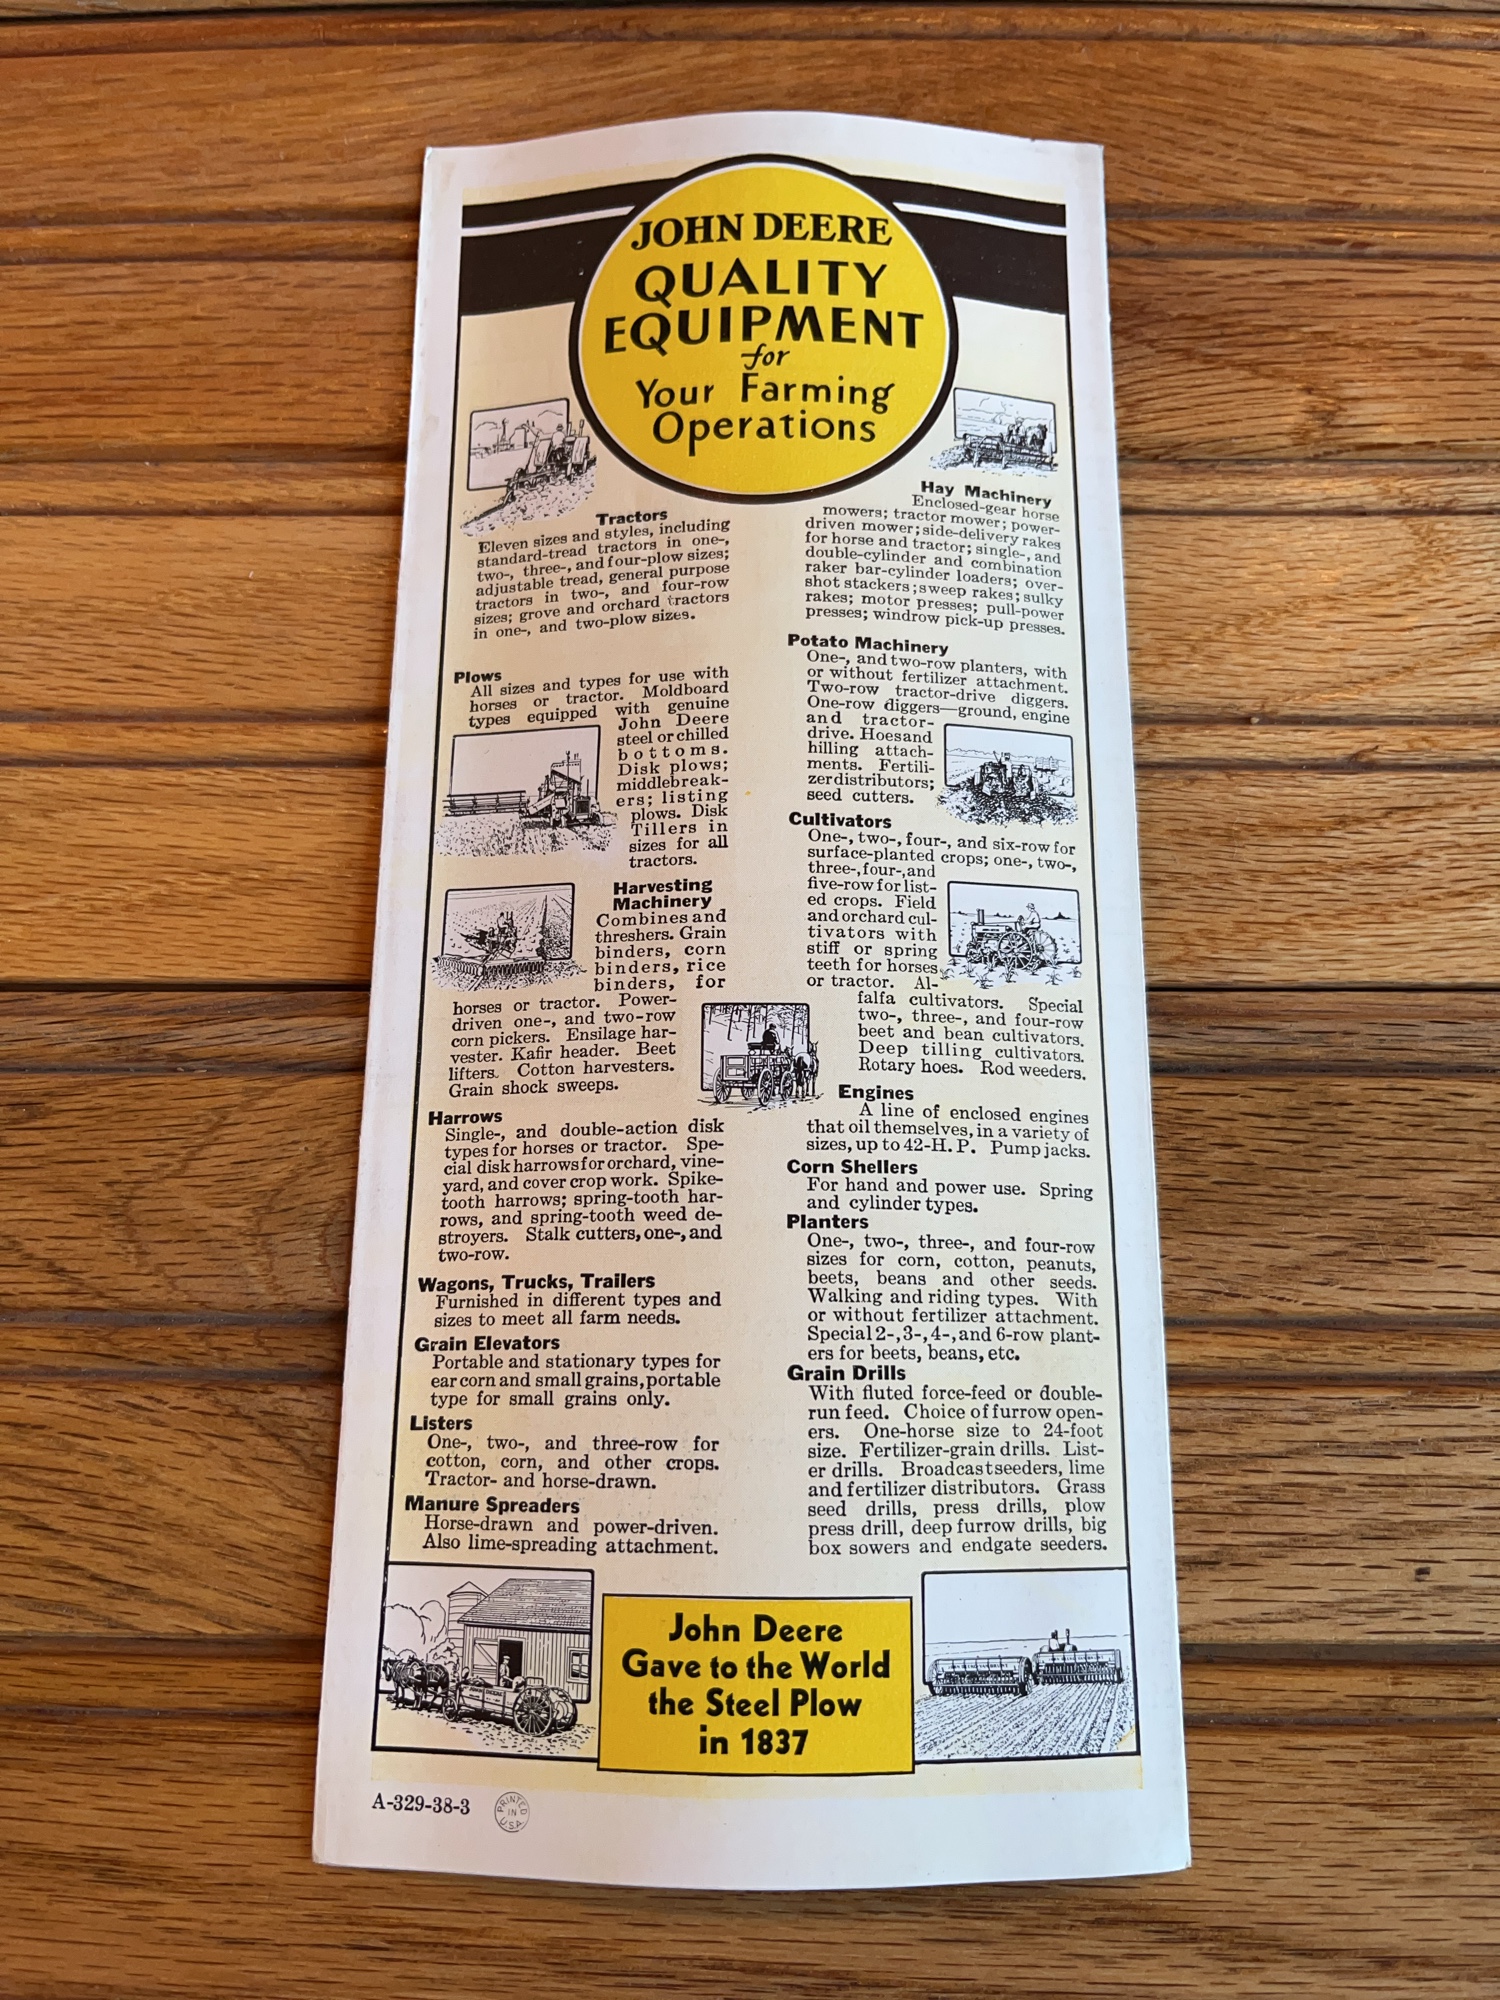 JOHN DEERE
QUALITY
EQUIPMENT
for
Your Farming
Operations
Tractors
Eleven sizes and styles, including
standard-tread tractors in one-,
two-, three-, and four-plow sizes;
adjustable tread, general purpose
tractors in two-, and four-row
sizes; grove and orchard tractors
in one-, and two-plow sizes.
Plows
All sizes and types for use with
horses or tractor. Moldboard
types equipped with genuine
John Deere
steel or chilled
bottoms.
Disk plows;
middlebreak-
ers; listing
plows. Disk
Tillers in
sizes for all
tractors.
Harvesting
Machinery
Combines and
threshers. Grain
binders, corn
binders, rice
binders, for
horses or tractor. Power-
driven one-, and two-row
corn pickers. Ensilage har-
vester. Kafir header. Beet
lifters. Cotton harvesters.
Grain shock sweeps.
Harrows
Single-, and double-action disk
types for horses or tractor. Spe-
cial disk harrows for orchard, vine-
yard, and cover crop work. Spike-
tooth harrows; spring-tooth har-
rows, and spring-tooth weed de-
stroyers. Stalk cutters, one-, and
two-row.
Wagons, Trucks, Trailers
Furnished in different types and
sizes to meet all farm needs.
Grain Elevators
Portable and stationary types for
ear corn and small grains, portable
type for small grains only.
Listers
One-, two-, and three-row for
cotton, corn, and other crops.
Tractor- and horse-drawn.
Manure Spreaders
Horse-drawn and power-driven.
Also lime-spreading attachment.
Hay Machinery
Enclosed-gear horse
mowers; tractor mower; power-
driven mower; side-delivery rakes
for horse and tractor; single-, and
double-cylinder and combination
raker bar-cylinder loaders; over-
shot stackers; sweep rakes; sulky
rakes; motor presses; pull-power
presses; windrow pick-up presses.
Potato Machinery
One-, and two-row planters, with
or without fertilizer attachment.
Two-row tractor-drive diggers.
One-row diggers—ground, engine
and tractor-
drive. Hoes and
hilling attach-
ments. Fertili-
zer distributors;
seed cutters.
Cultivators
One-, two-, four-, and six-row for
surface-planted crops; one-, two-,
three-, four-, and
five-row for list-
ed crops. Field
and orchard cul-
tivators with
stiff or spring
teeth for horses
or tractor. Al-
falfa cultivators. Special
two-, three-, and four-row
beet and bean cultivators.
Deep tilling cultivators.
Rotary hoes. Rod weeders.
Engines
A line of enclosed engines
that oil themselves, in a variety of
sizes, up to 42-H. P. Pump jacks.
Corn Shellers
For hand and power use. Spring
and cylinder types.
Planters
One-, two-, three-, and four-row
sizes for corn, cotton, peanuts,
beets, beans and other seeds.
Walking and riding types. With
or without fertilizer attachment.
Special 2-, 3-, 4-, and 6-row plant-
ers for beets, beans, etc.
Grain Drills
With fluted force-feed or double-
run feed. Choice of furrow open-
ers. One-horse size to 24-foot
size. Fertilizer-grain drills. List-
er drills. Broadcast seeders, lime
and fertilizer distributors. Grass
seed drills, press drills, plow
press drill, deep furrow drills, big
box sowers and endgate seeders.
JOHN DEERE
John Deere
Gave to the World
the Steel Plow
in 1837
A-329-38-3
PRINTED
IN
U.S.A.